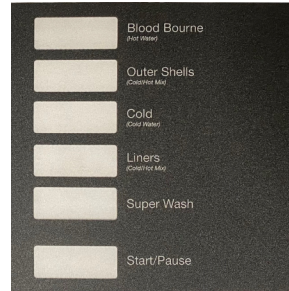 Blood Bourne
(Hot Water)
Outer Shells
(Cold/Hot Mix)
Cold
(Cold Water)
Liners
(Cold/Hot Mix)
Super Wash
Start/Pause